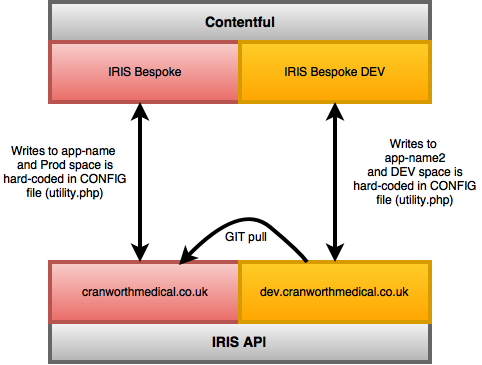 Contentful
IRIS Bespoke
IRIS Bespoke DEV
Writes to app-name
and Prod space is
hard-coded in CONFIG
file (utility.php)
Writes to
app-name2
and DEV space is
hard-coded in CONFIG
file (utility.php)
GIT pull
cranworthmedical.co.uk
dev.cranworthmedical.co.uk
IRIS API